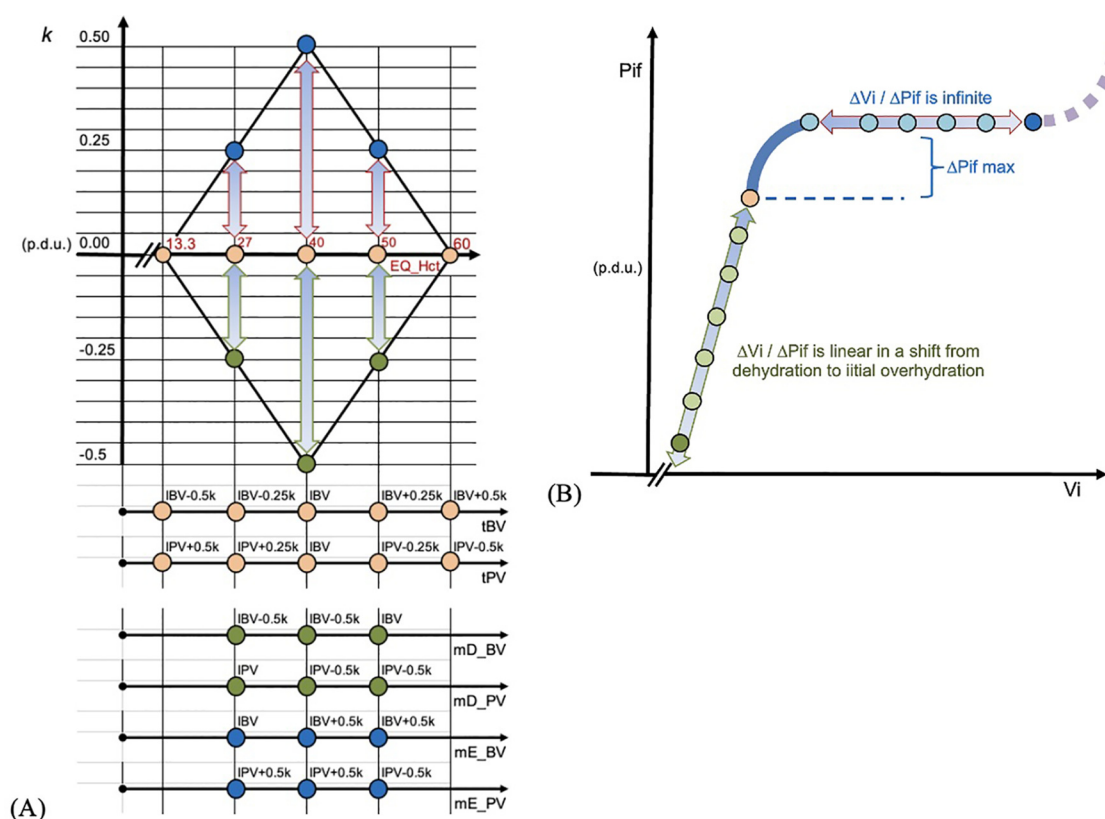 k
0.50
0.25
(p.d.u.)
0.00
13.3
27
40
50
60
EQ_Hct
-0.25
-0.5
IBV-0.5k
IBV-0.25k
IBV
IBV+0.25k
IBV+0.5k
tBV
IPV+0.5k
IPV+0.25k
IBV
IPV-0.25k
IPV-0.5k
tPV
IBV-0.5k
IBV-0.5k
IBV
mD_BV
IPV
IPV-0.5k
IPV-0.5k
mD_PV
IBV
IBV+0.5k
IBV+0.5k
mE_BV
IPV+0.5k
IPV+0.5k
IPV-0.5k
mE_PV
(A)
Pif
ΔVi / ΔPif is infinite
ΔPif max
(p.d.u.)
ΔVi / ΔPif is linear in a shift from
dehydration to iitial overhydration
Vi
(B)